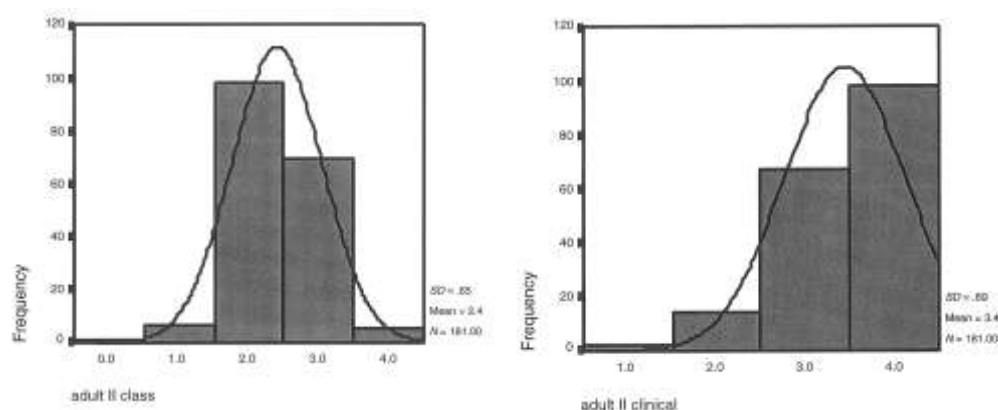 120
100
80
60
40
20
0
Frequency
0.0 1.0 2.0 3.0 4.0
SD = .65
Mean = 2.4
N = 181.00
adult II class
120
100
80
60
40
20
0
Frequency
1.0 2.0 3.0 4.0
SD = .69
Mean = 3.4
N = 181.00
adult II clinical